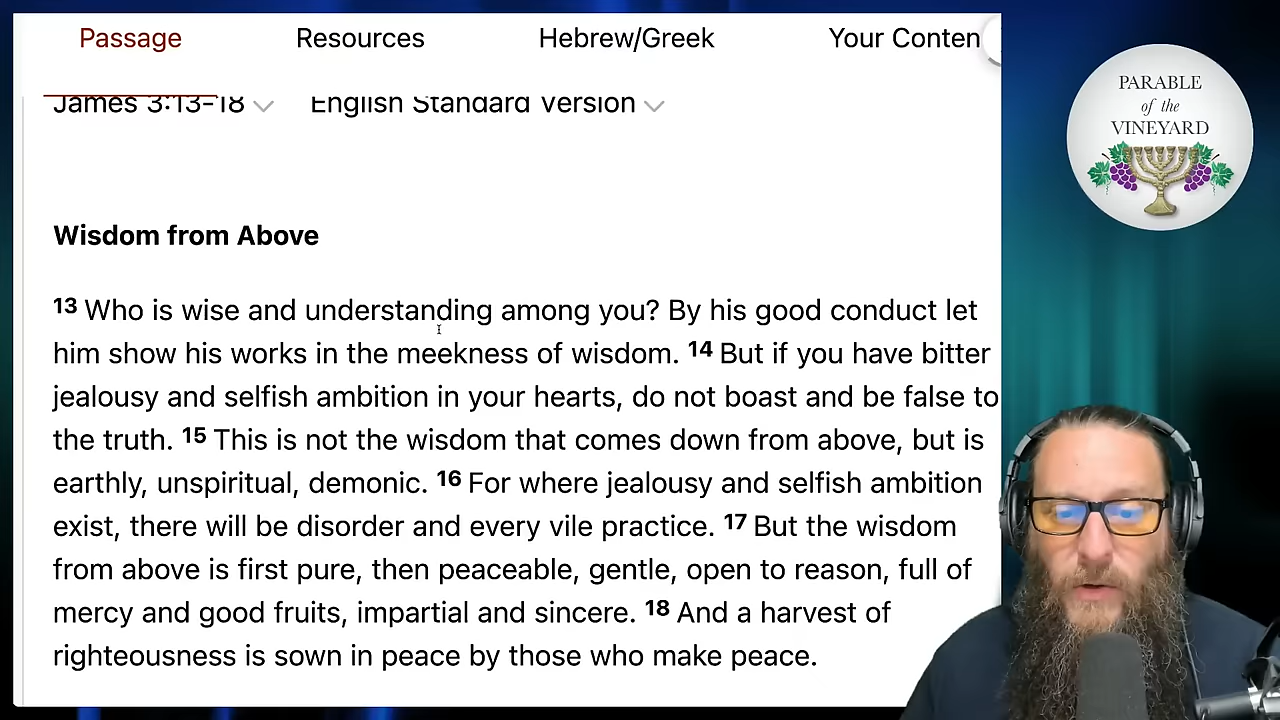 Passage Resources Hebrew/Greek Your Conten
James 3:13-18 English Standard Version
Wisdom from Above
13 Who is wise and understanding among you? By his good conduct let
him show his works in the meekness of wisdom. 14 But if you have bitter
jealousy and selfish ambition in your hearts, do not boast and be false to
the truth. 15 This is not the wisdom that comes down from above, but is
earthly, unspiritual, demonic. 16 For where jealousy and selfish ambition
exist, there will be disorder and every vile practice. 17 But the wisdom
from above is first pure, then peaceable, gentle, open to reason, full of
mercy and good fruits, impartial and sincere. 18 And a harvest of
righteousness is sown in peace by those who make peace.
PARABLE
of the
VINEYARD